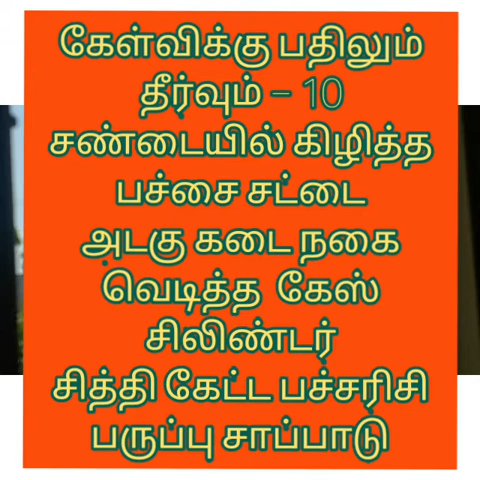 கேள்விக்கு பதிலும்
தீர்வும் – 10
சண்டையில் கிழித்த
பச்சை சட்டை
அடகு கடை நகை
வெடித்த கேஸ்
சிலிண்டர்
சித்தி கேட்ட பச்சரிசி
பருப்பு சாப்பாடு